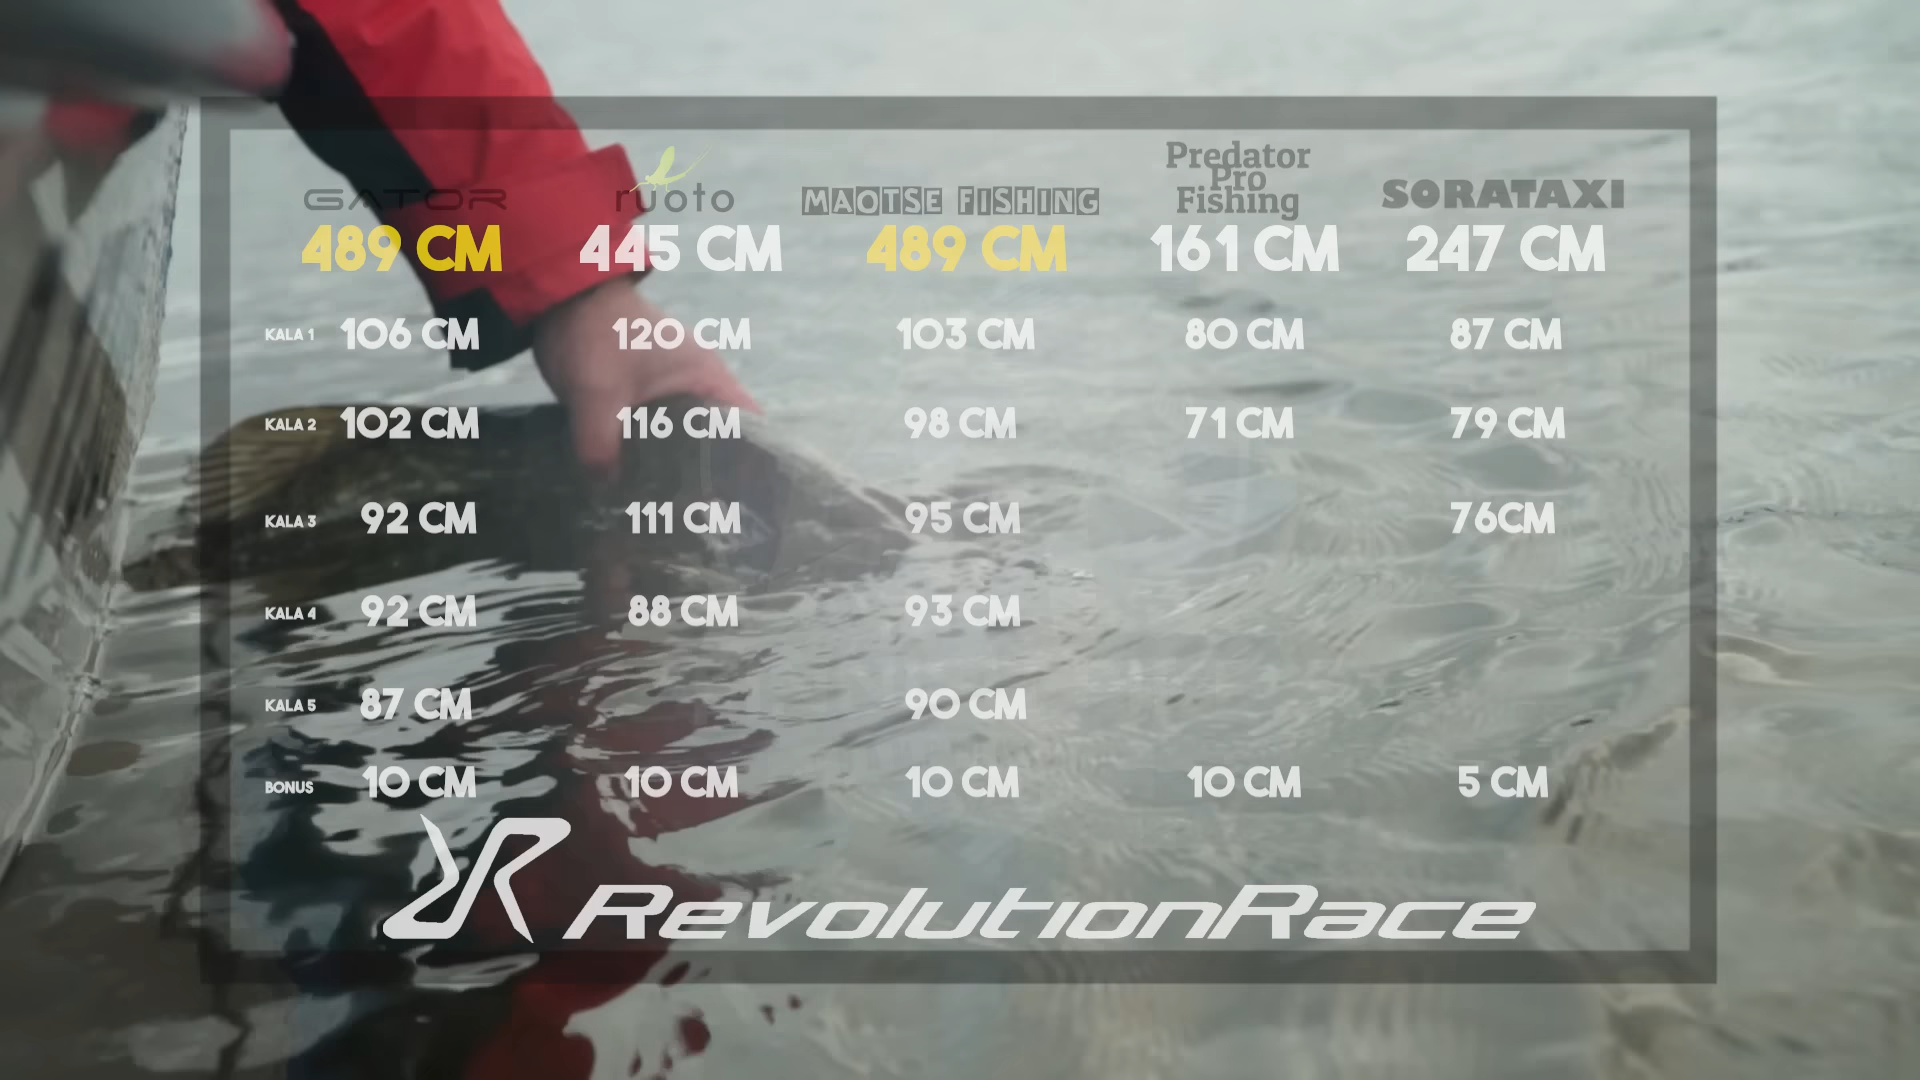 GATOR ruoto MAOTSE FISHING Predator Pro Fishing SORATAXI
489 CM 445 CM 489 CM 161 CM 247 CM
KALA 1 106 CM 120 CM 103 CM 80 CM 87 CM
KALA 2 102 CM 116 CM 98 CM 71 CM 79 CM
KALA 3 92 CM 111 CM 95 CM 76CM
KALA 4 92 CM 88 CM 93 CM
KALA 5 87 CM 90 CM
BONUS 10 CM 10 CM 10 CM 10 CM 5 CM
RevolutionRace